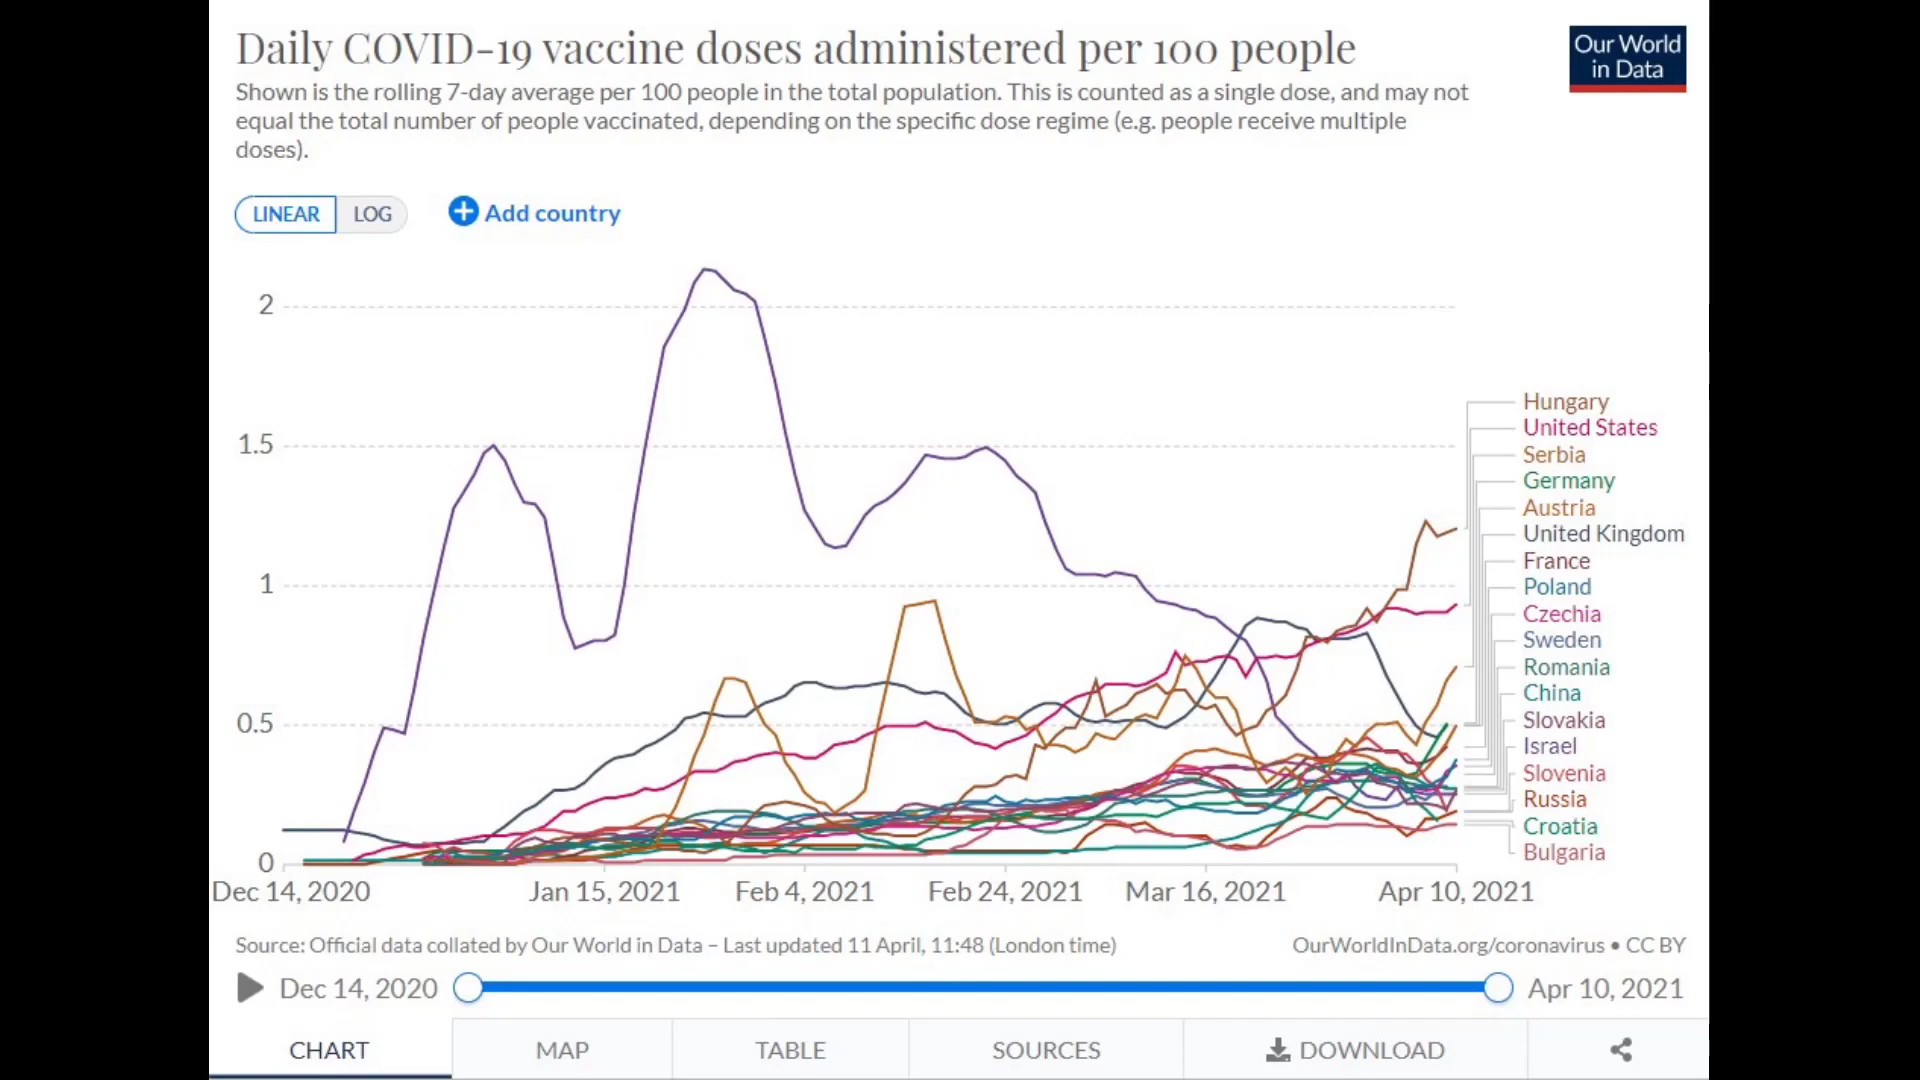 Daily COVID-19 vaccine doses administered per 100 people
Our World
in Data
Shown is the rolling 7-day average per 100 people in the total population. This is counted as a single dose, and may not
equal the total number of people vaccinated, depending on the specific dose regime (e.g. people receive multiple
doses).
LINEAR LOG
Add country
2
1.5
1
0.5
0
Hungary
United States
Serbia
Germany
Austria
United Kingdom
France
Poland
Czechia
Sweden
Romania
China
Slovakia
Israel
Slovenia
Russia
Croatia
Bulgaria
Dec 14, 2020 Jan 15, 2021 Feb 4, 2021 Feb 24, 2021 Mar 16, 2021 Apr 10, 2021
Source: Official data collated by Our World in Data – Last updated 11 April, 11:48 (London time) OurWorldInData.org/coronavirus • CC BY
Dec 14, 2020 Apr 10, 2021
CHART MAP TABLE SOURCES DOWNLOAD